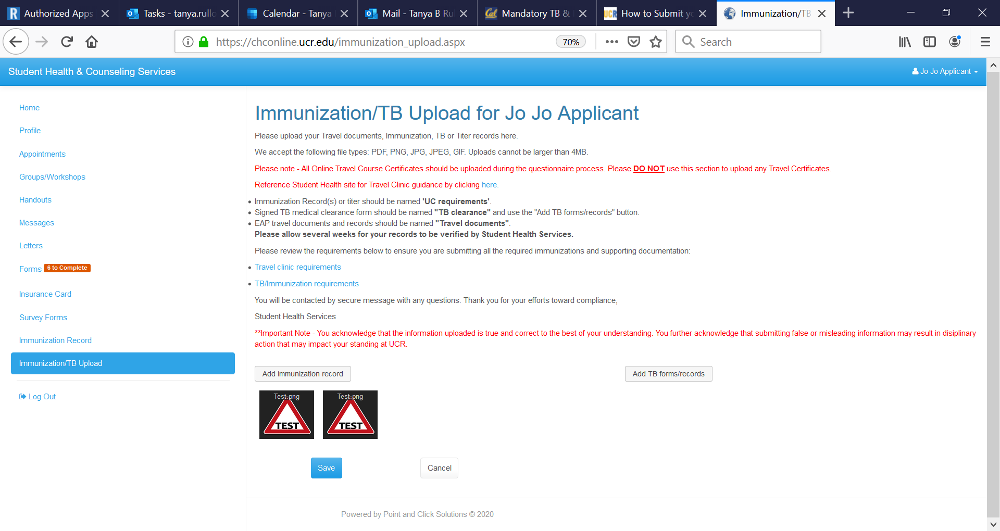 Authorized Apps
Tasks - tanya.rullo
Calendar - Tanya
Mail - Tanya B Ru
Mandatory TB &
How to Submit yo
Immunization/TB
https://chconline.ucr.edu/immunization_upload.aspx
70%
Search
Student Health & Counseling Services
Jo Jo Applicant
Home
Profile
Appointments
Groups/Workshops
Handouts
Messages
Letters
Forms 6 to Complete
Insurance Card
Survey Forms
Immunization Record
Immunization/TB Upload
Log Out
Immunization/TB Upload for Jo Jo Applicant
Please upload your Travel documents, Immunization, TB or Titer records here.
We accept the following file types: PDF, PNG, JPG, JPEG, GIF. Uploads cannot be larger than 4MB.
Please note - All Online Travel Course Certificates should be uploaded during the questionnaire process. Please DO NOT use this section to upload any Travel Certificates.
Reference Student Health site for Travel Clinic guidance by clicking here.
• Immunization Record(s) or titer should be named 'UC requirements'.
• Signed TB medical clearance form should be named "TB clearance" and use the "Add TB forms/records" button.
• EAP travel documents and records should be named "Travel documents".
Please allow several weeks for your records to be verified by Student Health Services.
Please review the requirements below to ensure you are submitting all the required immunizations and supporting documentation:
• Travel clinic requirements
• TB/Immunization requirements
You will be contacted by secure message with any questions. Thank you for your efforts toward compliance,
Student Health Services
**Important Note - You acknowledge that the information uploaded is true and correct to the best of your understanding. You further acknowledge that submitting false or misleading information may result in disiplinary
action that may impact your standing at UCR.
Add immunization record
Add TB forms/records
Test.png
TEST
Test.png
TEST
Save
Cancel
Powered by Point and Click Solutions © 2020